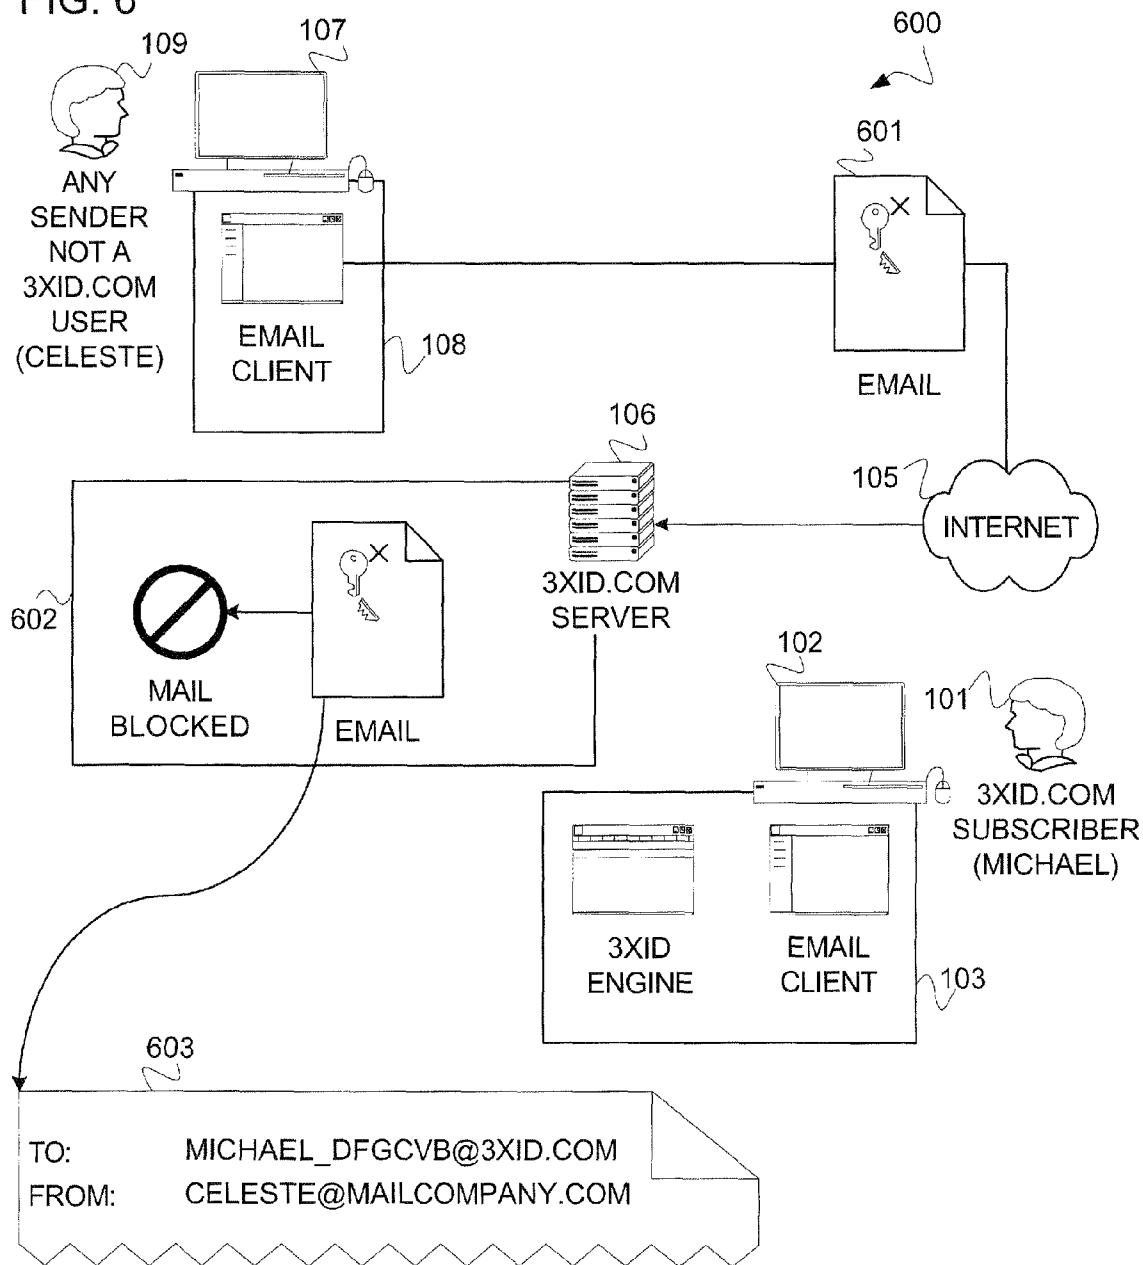 FIG. 6
109
107
600
601
ANY
SENDER
NOT A
3XID.COM
USER
(CELESTE)
EMAIL
CLIENT
108
EMAIL
106
105
INTERNET
3XID.COM
SERVER
602
MAIL
BLOCKED
EMAIL
102
101
3XID.COM
SUBSCRIBER
(MICHAEL)
3XID
ENGINE
EMAIL
CLIENT
103
603
TO: MICHAEL_DFGCVB@3XID.COM
FROM: CELESTE@MAILCOMPANY.COM